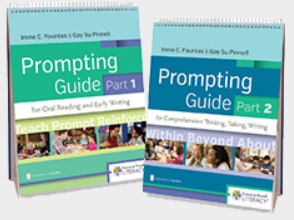 Irene C. Fountas & Gay Su Pinnell
Prompting
Guide Part 1
for Oral Reading and Early Writing
Teach Prompt Reinforce
Fountas & Pinnell
LITERACY
Irene C. Fountas & Gay Su Pinnell
Prompting
Guide Part 2
for Comprehension: Thinking, Talking, Writing
Within Beyond About
Fountas & Pinnell
LITERACY